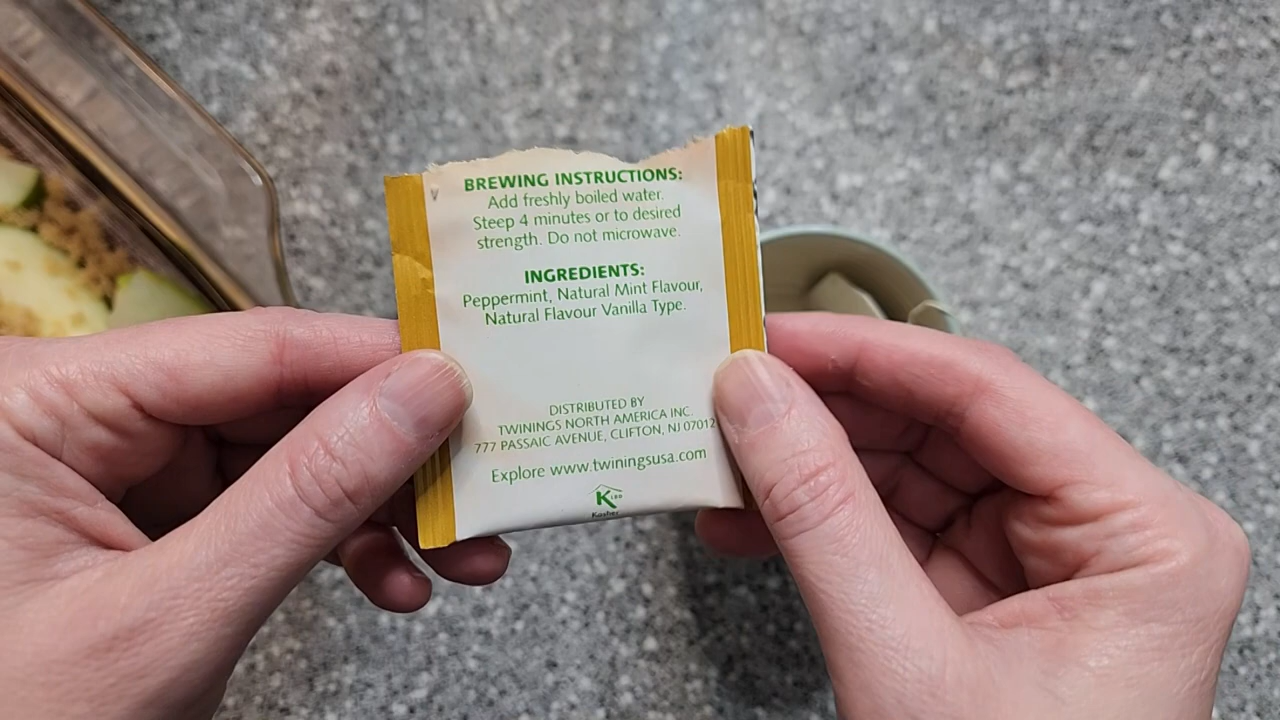 BREWING INSTRUCTIONS:
Add freshly boiled water.
Steep 4 minutes or to desired
strength. Do not microwave.
INGREDIENTS:
Peppermint, Natural Mint Flavour,
Natural Flavour Vanilla Type.
DISTRIBUTED BY
TWININGS NORTH AMERICA INC.
777 PASSAIC AVENUE, CLIFTON, NJ 07012
Explore www.twiningsusa.com
K
Kosher